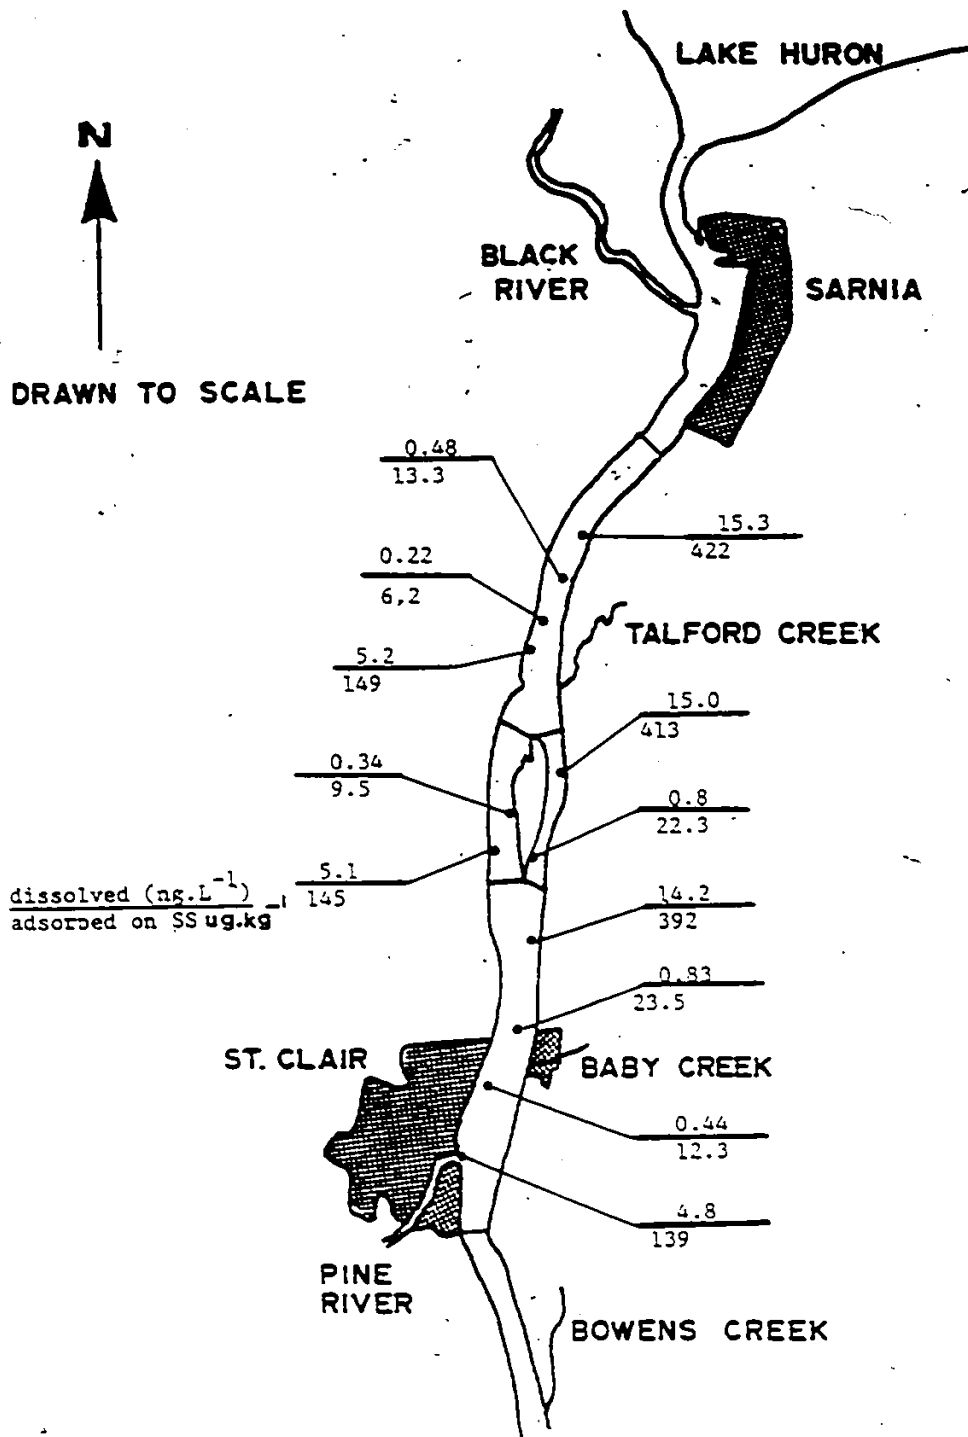 LAKE HURON
N
BLACK
RIVER
SARNIA
DRAWN TO SCALE
0.48
13.3
15.3
422
0.22
6,2
TALFORD CREEK
5.2
149
15.0
413
0.34
9.5
0.8
22.3
5.1
145
dissolved (ng.L⁻¹)
adsorbed on SS ug.kg⁻¹
14.2
392
0.83
23.5
ST. CLAIR
BABY CREEK
0.44
12.3
4.8
139
PINE
RIVER
BOWENS CREEK